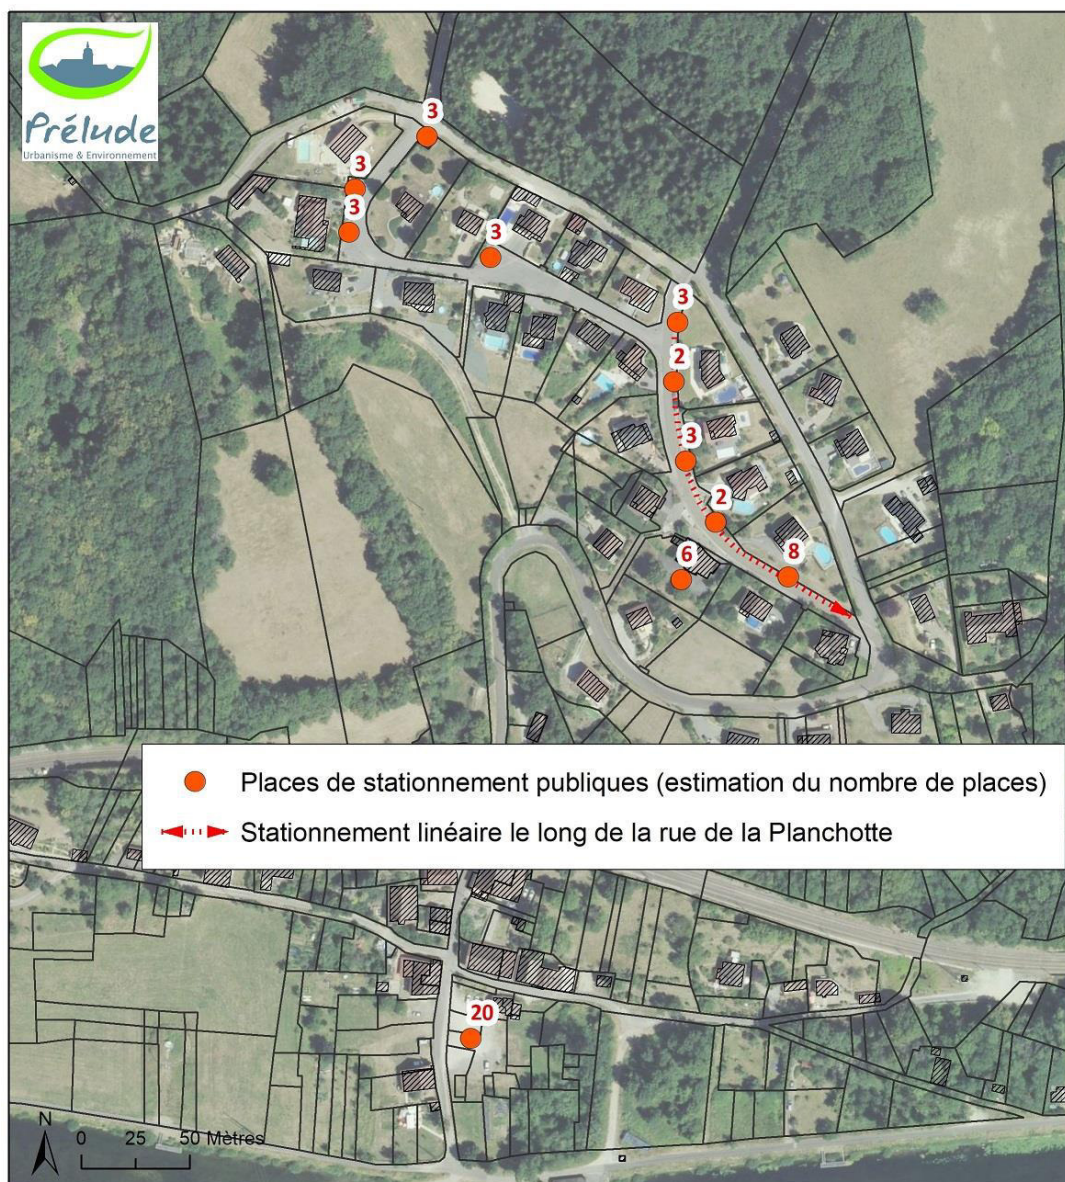 Prélude
Urbanisme & Environnement
3
3
3
3
3
2
3
2
6
8
Places de stationnement publiques (estimation du nombre de places)
Stationnement linéaire le long de la rue de la Planchotte
20
N
0 25 50 Mètres